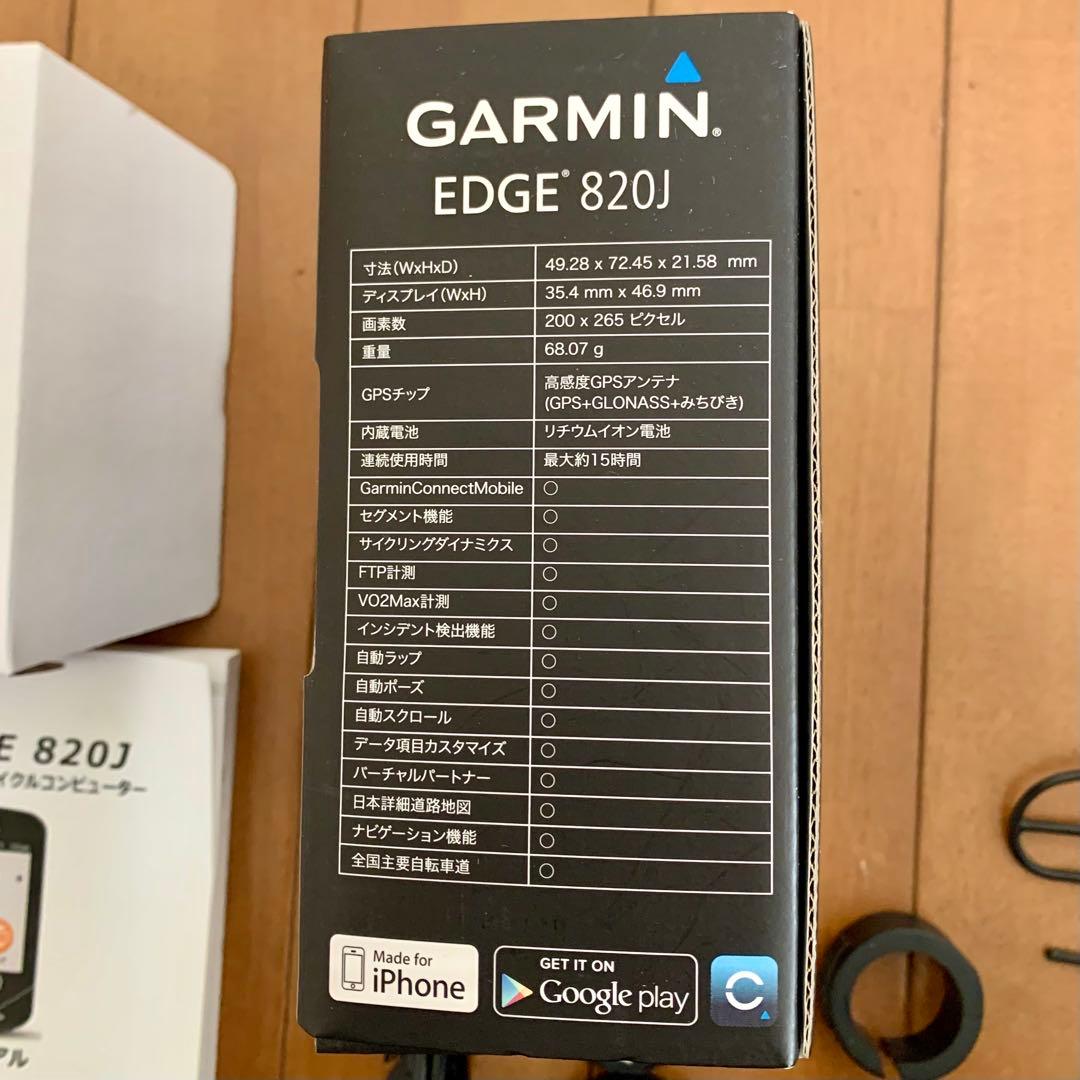 GARMIN®
EDGE® 820J
寸法(WxHxD) 49.28 x 72.45 x 21.58 mm
ディスプレイ(WxH) 35.4 mm x 46.9 mm
画素数 200 x 265 ピクセル
重量 68.07 g
GPSチップ 高感度GPSアンテナ
(GPS+GLONASS+みちびき)
内蔵電池 リチウムイオン電池
連続使用時間 最大約15時間
GarminConnectMobile ○
セグメント機能 ○
サイクリングダイナミクス ○
FTP計測 ○
VO2Max計測 ○
インシデント検出機能 ○
自動ラップ ○
自動ポーズ ○
自動スクロール ○
データ項目カスタマイズ ○
バーチャルパートナー ○
日本詳細道路地図 ○
ナビゲーション機能 ○
全国主要自転車道 ○
Made for
iPhone
GET IT ON
Google play
E 820J
イクルコンピューター
アル